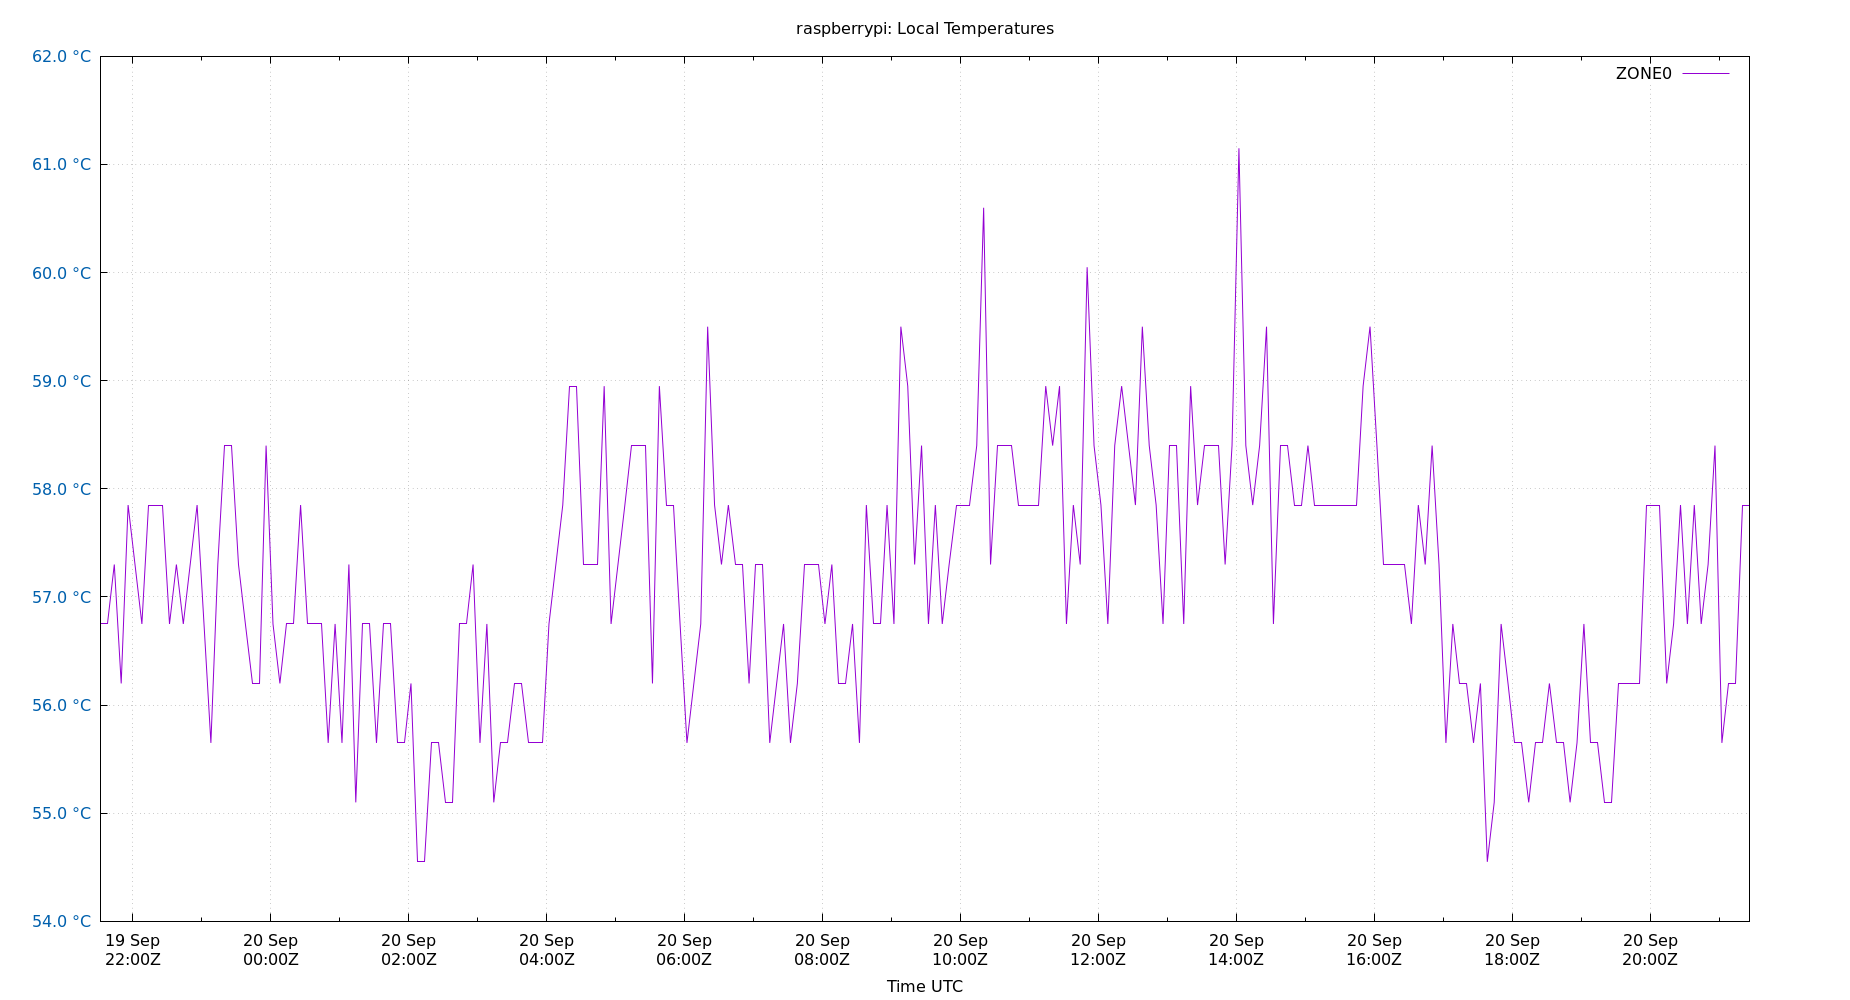 raspberrypi: Local Temperatures
62.0 °C
ZONE0
61.0 °C
60.0 °C
59.0 °C
58.0 °C
57.0 °C
56.0 °C
55.0 °C
54.0 °C
19 Sep 20 Sep 20 Sep 20 Sep 20 Sep 20 Sep 20 Sep 20 Sep 20 Sep 20 Sep 20 Sep 20 Sep
22:00Z 00:00Z 02:00Z 04:00Z 06:00Z 08:00Z 10:00Z 12:00Z 14:00Z 16:00Z 18:00Z 20:00Z
Time UTC